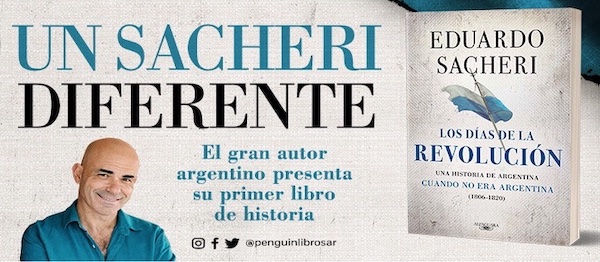 UN SACHERI
DIFERENTE
El gran autor
argentino presenta
su primer libro
de historia
@penguinlibrosar
EDUARDO
SACHERI
LOS DÍAS DE LA
REVOLUCIÓN
UNA HISTORIA DE ARGENTINA
CUANDO NO ERA ARGENTINA
(1806-1820)
ALFAGUARA